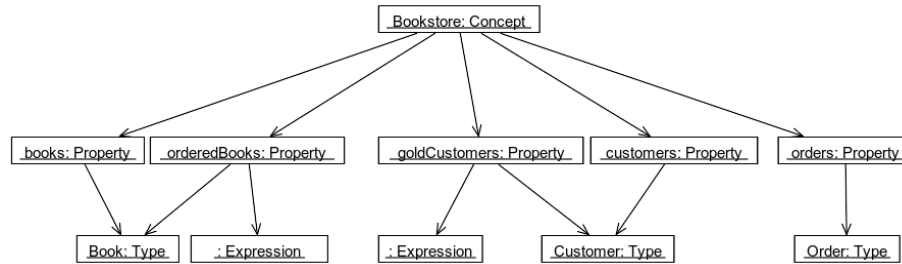 Bookstore: Concept
books: Property
orderedBooks: Property
goldCustomers: Property
customers: Property
orders: Property
Book: Type
: Expression
: Expression
Customer: Type
Order: Type